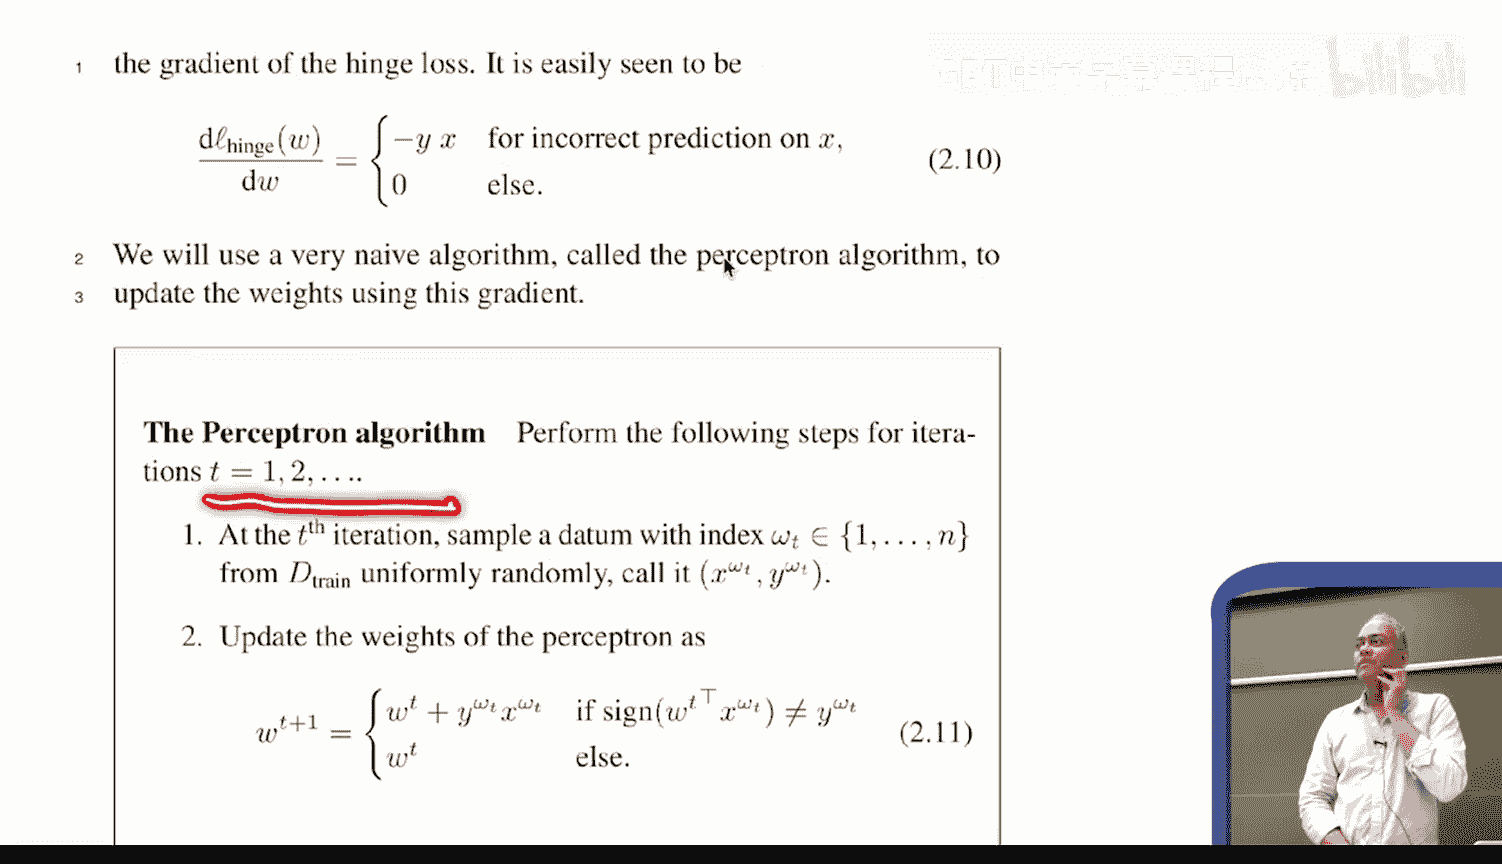 1 the gradient of the hinge loss. It is easily seen to be
dℓ_hinge(w)/dw = { −y x for incorrect prediction on x,
0 else. (2.10)
2 We will use a very naive algorithm, called the perceptron algorithm, to
3 update the weights using this gradient.
The Perceptron algorithm Perform the following steps for itera-
tions t = 1, 2, . . . .
1. At the t^th iteration, sample a datum with index ω_t ∈ {1, . . . , n}
from D_train uniformly randomly, call it (x^{ω_t}, y^{ω_t}).
2. Update the weights of the perceptron as
w^{t+1} = { w^t + y^{ω_t} x^{ω_t} if sign(w^{t⊤} x^{ω_t}) ≠ y^{ω_t}
w^t else. (2.11)
bilibili